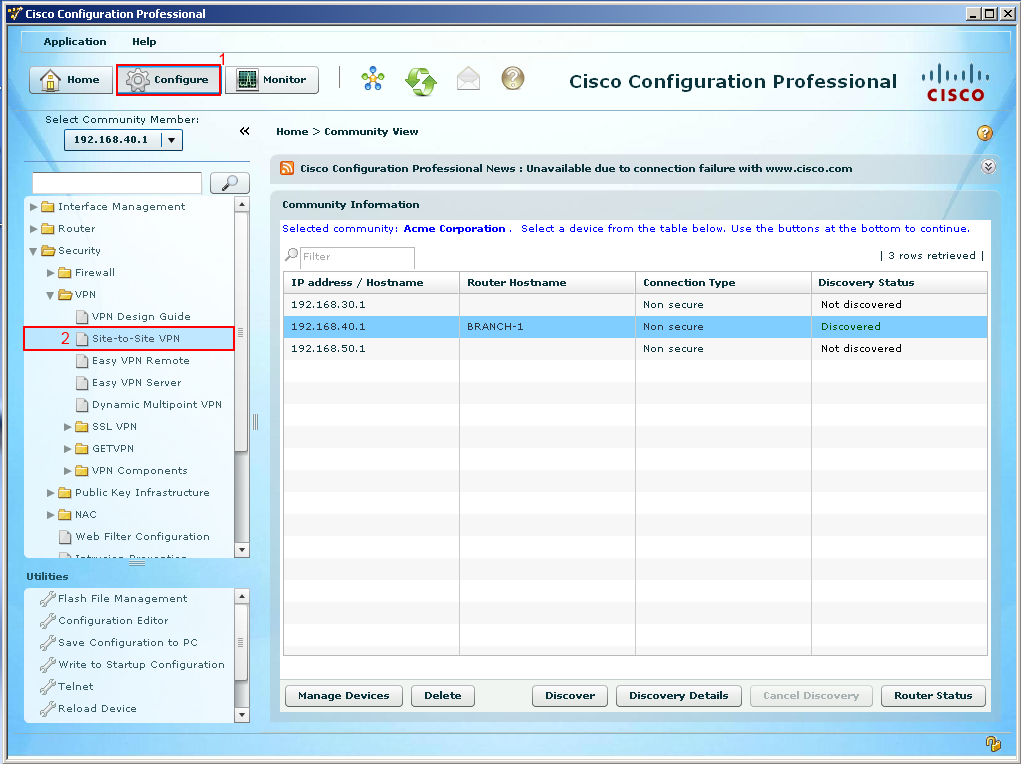 Cisco Configuration Professional
Application Help
1
Home Configure Monitor
Cisco Configuration Professional
CISCO
Select Community Member:
192.168.40.1
Home > Community View
Cisco Configuration Professional News : Unavailable due to connection failure with www.cisco.com
Interface Management
Router
Security
Firewall
VPN
VPN Design Guide
2 Site-to-Site VPN
Easy VPN Remote
Easy VPN Server
Dynamic Multipoint VPN
SSL VPN
GETVPN
VPN Components
Public Key Infrastructure
NAC
Web Filter Configuration
Intrusion Prevention
Utilities
Flash File Management
Configuration Editor
Save Configuration to PC
Write to Startup Configuration
Telnet
Reload Device
Community Information
Selected community: Acme Corporation . Select a device from the table below. Use the buttons at the bottom to continue.
Filter
| 3 rows retrieved |
IP address / Hostname Router Hostname Connection Type Discovery Status
192.168.30.1 Non secure Not discovered
192.168.40.1 BRANCH-1 Non secure Discovered
192.168.50.1 Non secure Not discovered
Manage Devices Delete Discover Discovery Details Cancel Discovery Router Status